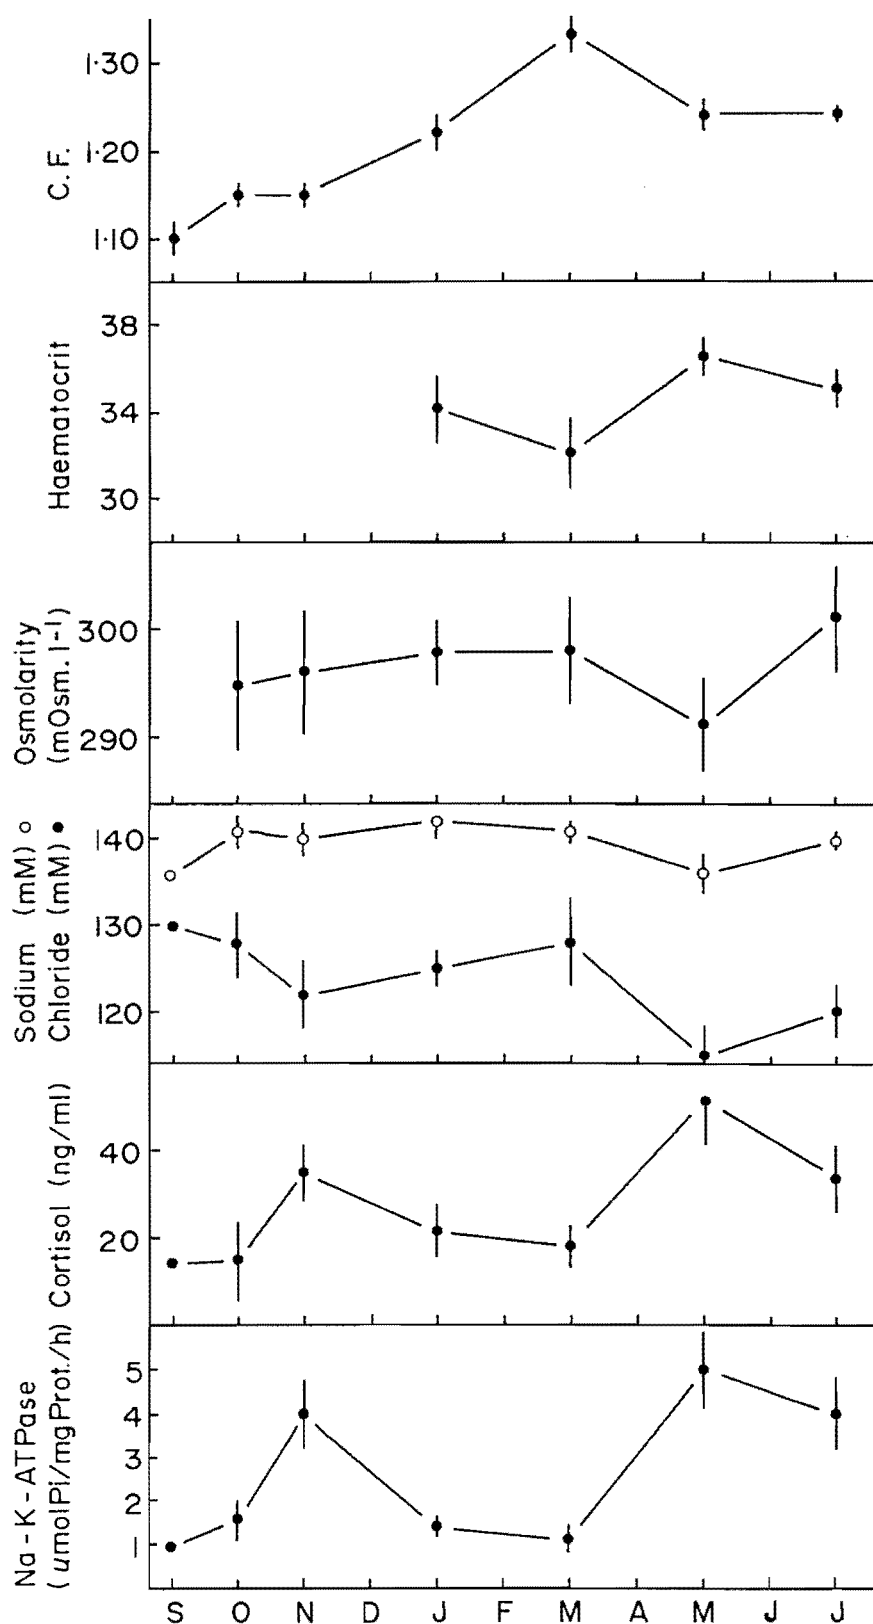 C.F.
1·30
1·20
1·10
Haematocrit
38
34
30
Osmolarity
(mOsm. l⁻¹)
300
290
Sodium (mM) ○
Chloride (mM) ●
140
130
120
Cortisol (ng/ml)
40
20
Na-K-ATPase
(umolPi/mgProt./h)
5
4
3
2
1
S O N D J F M A M J J